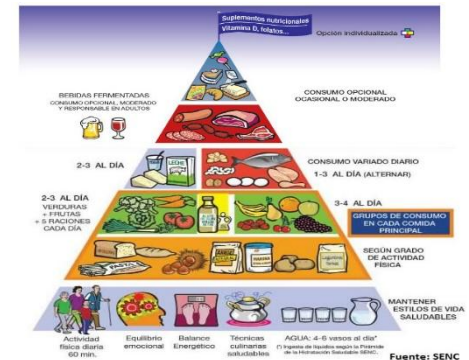 Suplementos nutricionales
Vitamina D, folatos...
Opción individualizada
BEBIDAS FERMENTADAS
CONSUMO OPCIONAL, MODERADO
Y RESPONSABLE EN ADULTOS
CONSUMO OPCIONAL
OCASIONAL O MODERADO
2-3 AL DÍA
LECHE
CONSUMO VARIADO DIARIO
1-3 AL DÍA (ALTERNAR)
2-3 AL DÍA
VERDURAS
+ FRUTAS
+ 5 RACIONES
CADA DÍA
3-4 AL DÍA
GRUPOS DE CONSUMO
EN CADA COMIDA
PRINCIPAL
PASTA
SEGÚN GRADO
DE ACTIVIDAD
FÍSICA
MANTENER
ESTILOS DE VIDA
SALUDABLES
Actividad
física diaria
60 min.
Equilibrio
emocional
Balance
Energético
Técnicas
culinarias
saludables
AGUA: 4-6 vasos al día*
(*) Ingesta de líquidos según la Pirámide
de la Hidratación Saludable SENC.
Fuente: SENC